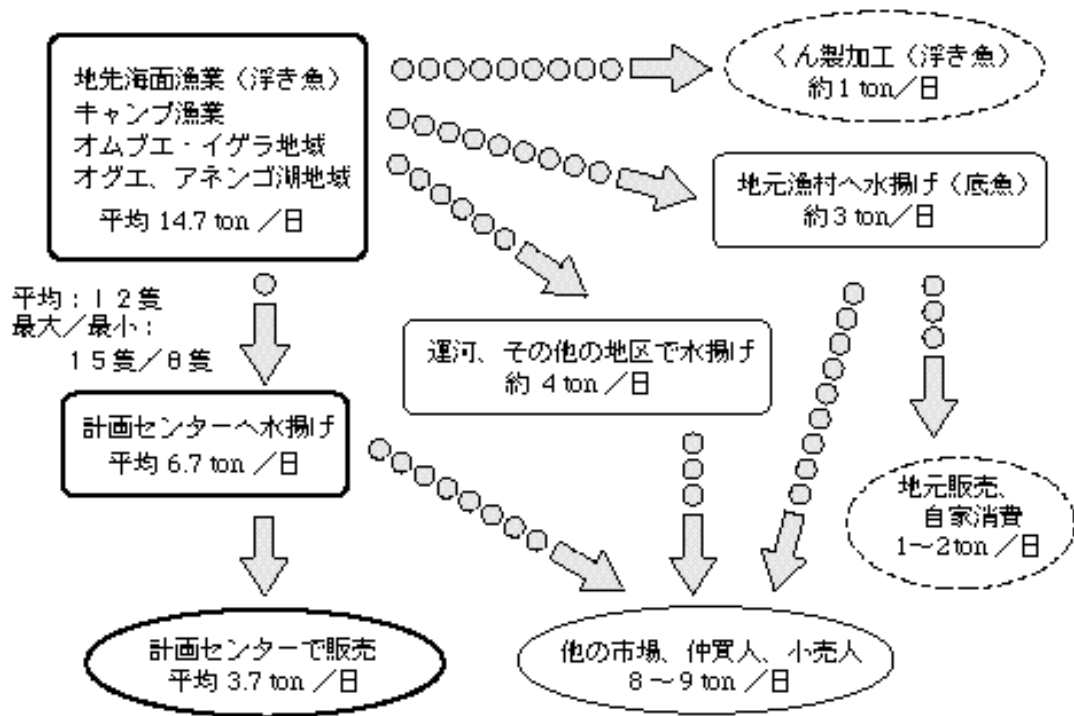 地先海面漁業（浮き魚）
キャンプ漁業
オムブエ・イゲラ地域
オグエ、アネンゴ湖地域
平均 14.7 ton ／日
くん製加工（浮き魚）
約1 ton／日
地元漁村へ水揚げ（底魚）
約3 ton／日
平均：１２隻
最大／最小：
１５隻／８隻
運河、その他の地区で水揚げ
約 4 ton ／日
計画センターへ水揚げ
平均 6.7 ton ／日
地元販売、
自家消費
1～2 ton ／日
計画センターで販売
平均 3.7 ton ／日
他の市場、仲買人、小売人
8～9 ton ／日